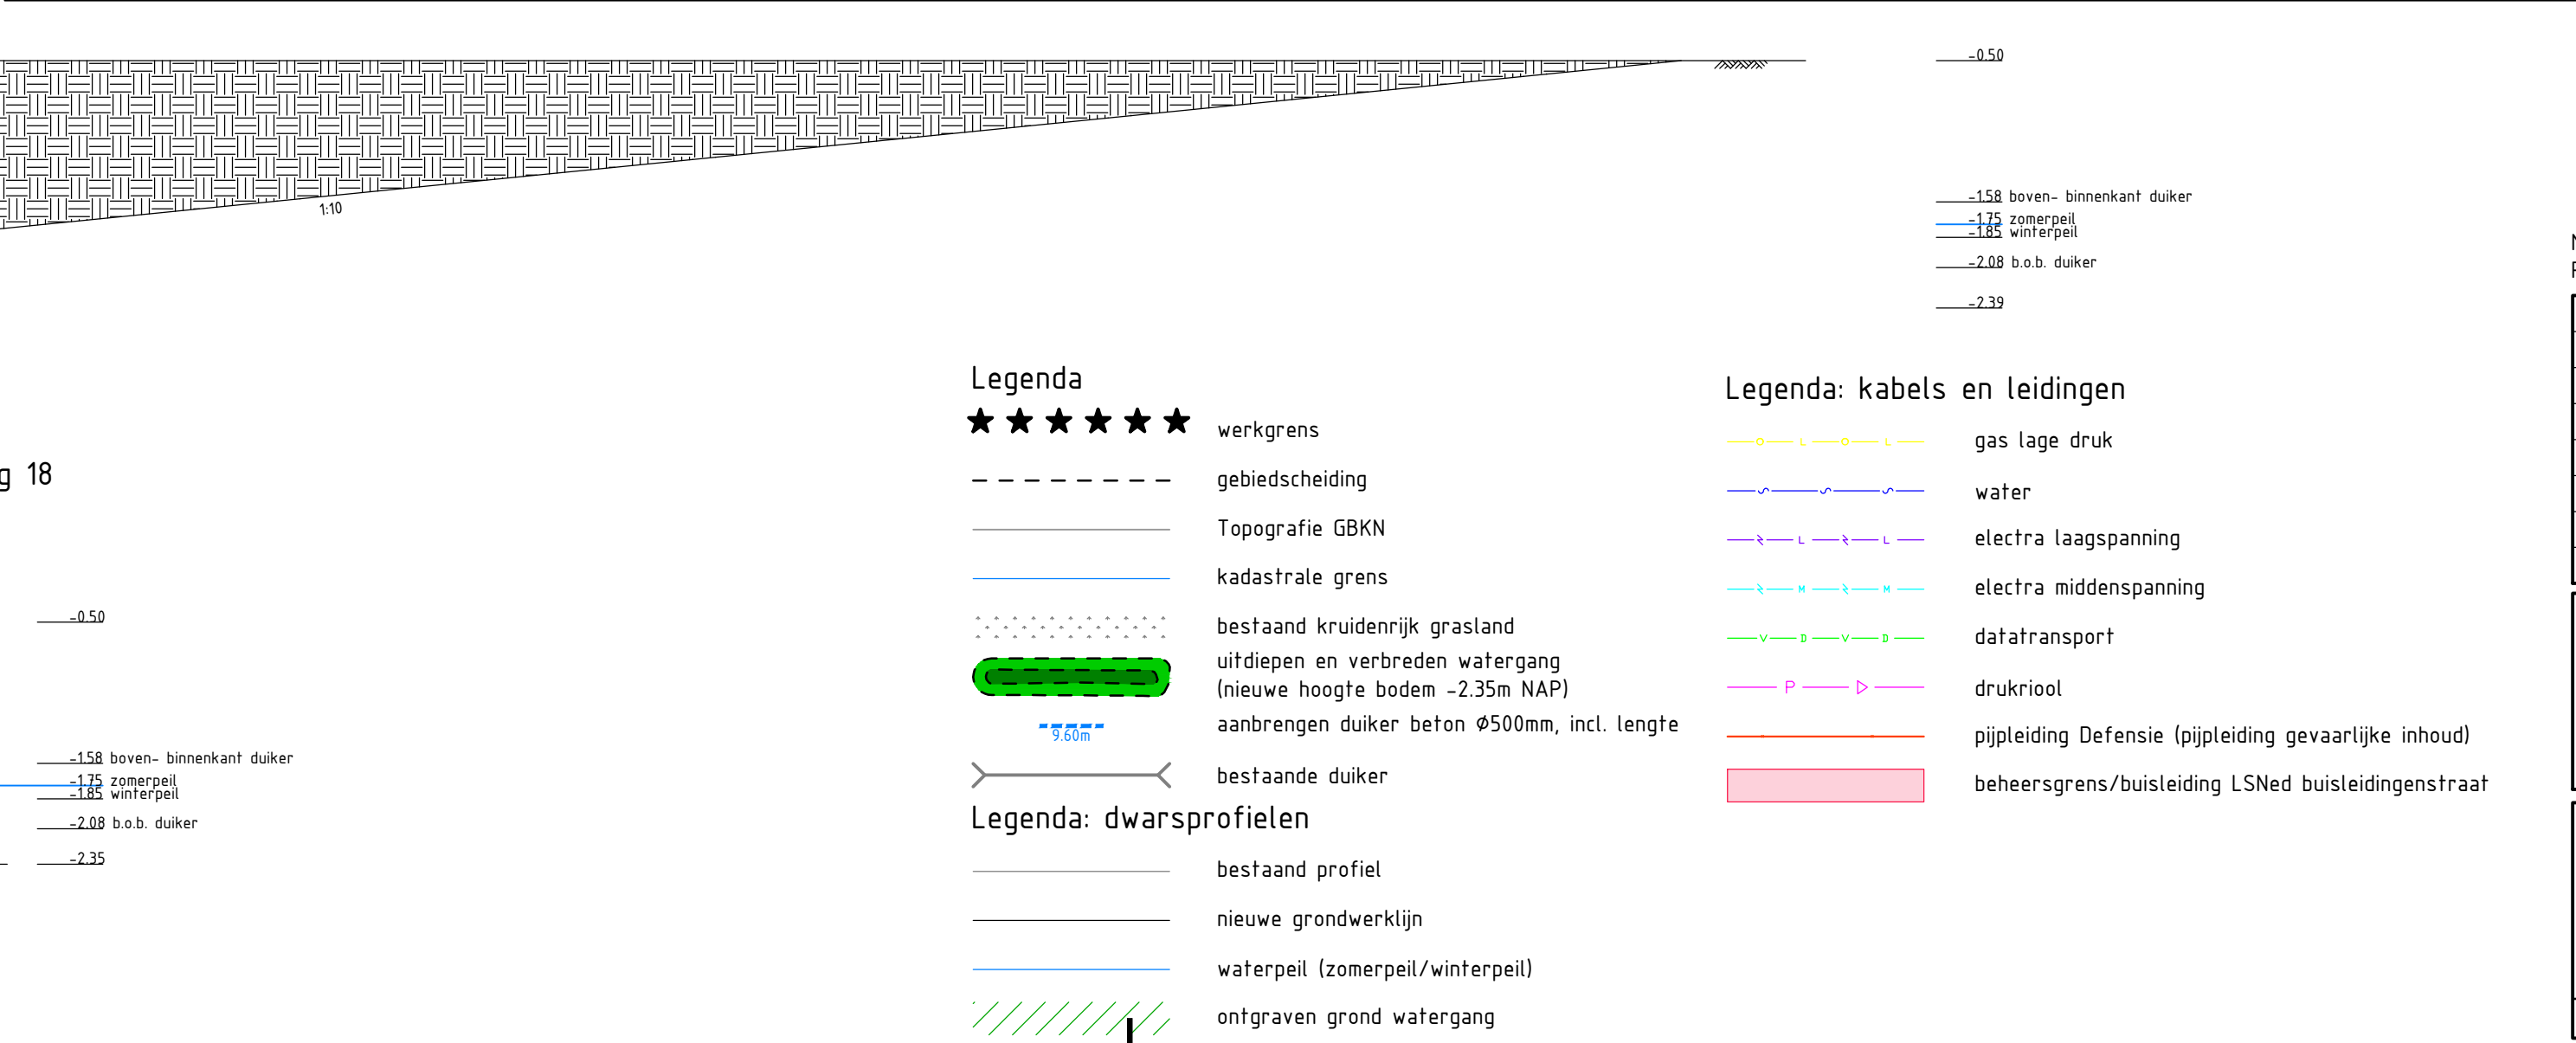 -0.50
1:10
-1.58 boven- binnenkant duiker
-1.75 zomerpeil
-1.85 winterpeil
-2.08 b.o.b. duiker
-2.39
g 18
-0.50
-1.58 boven- binnenkant duiker
-1.75 zomerpeil
-1.85 winterpeil
-2.08 b.o.b. duiker
-2.35
Legenda
werkgrens
gebiedscheiding
Topografie GBKN
kadastrale grens
bestaand kruidenrijk grasland
uitdiepen en verbreden watergang
(nieuwe hoogte bodem -2.35m NAP)
aanbrengen duiker beton Ø500mm, incl. lengte
9.60m
bestaande duiker
Legenda: dwarsprofielen
bestaand profiel
nieuwe grondwerklijn
waterpeil (zomerpeil/winterpeil)
ontgraven grond watergang
Legenda: kabels en leidingen
L L gas lage druk
water
L L electra laagspanning
M M electra middenspanning
V D V D datatransport
P drukriool
pijpleiding Defensie (pijpleiding gevaarlijke inhoud)
beheersgrens/buisleiding LSNed buisleidingenstraat